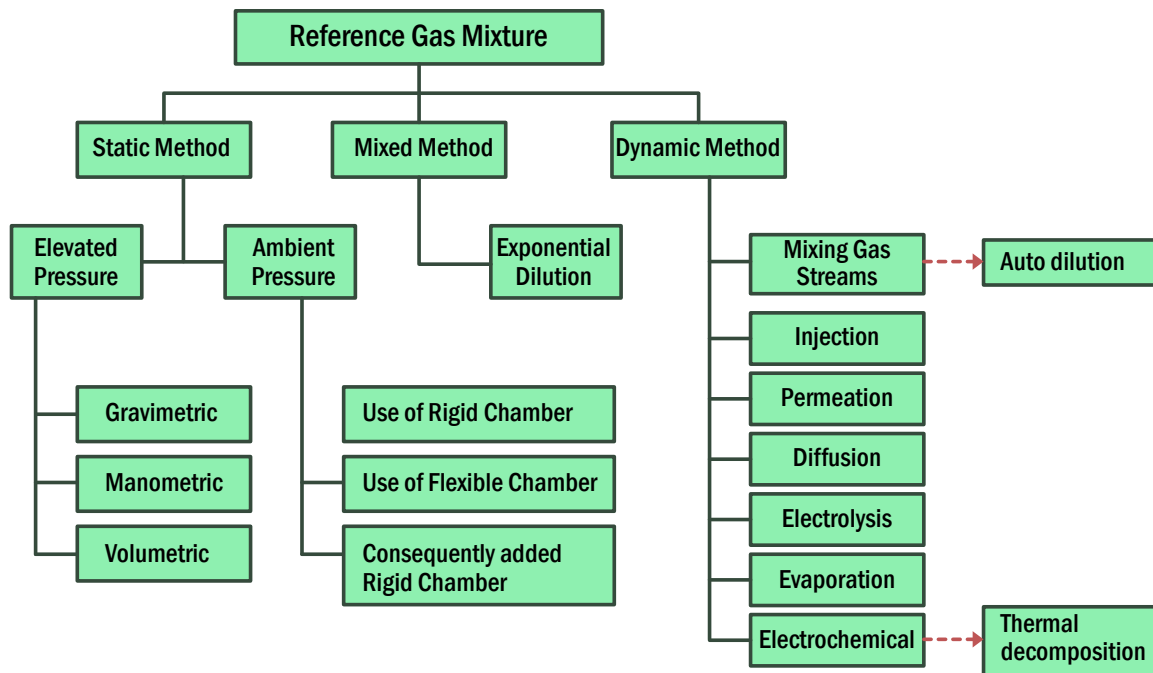 Reference Gas Mixture
Static Method
Mixed Method
Dynamic Method
Elevated
Pressure
Ambient
Pressure
Exponential
Dilution
Mixing Gas
Streams
Auto dilution
Injection
Permeation
Diffusion
Electrolysis
Evaporation
Electrochemical
Thermal
decomposition
Gravimetric
Manometric
Volumetric
Use of Rigid Chamber
Use of Flexible Chamber
Consequently added
Rigid Chamber